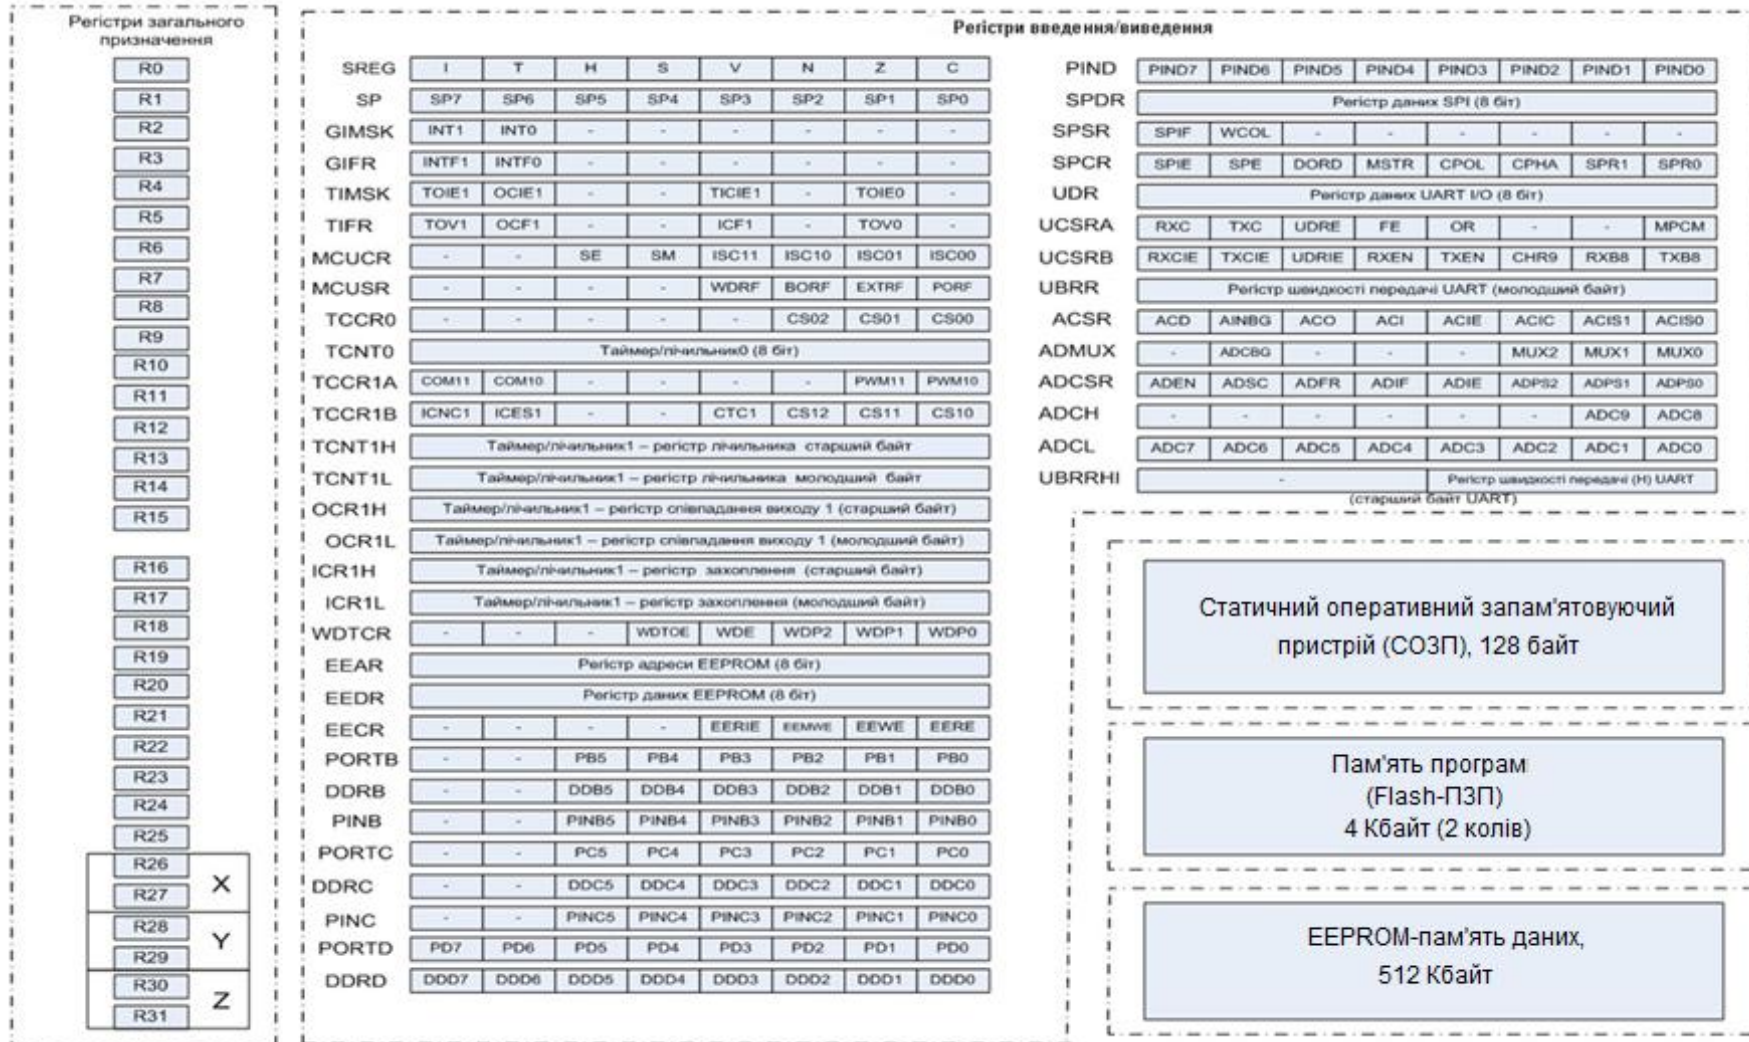 Регістри загального
призначення
R0
R1
R2
R3
R4
R5
R6
R7
R8
R9
R10
R11
R12
R13
R14
R15
R16
R17
R18
R19
R20
R21
R22
R23
R24
R25
R26
R27
X
R28
R29
Y
R30
R31
Z
Регістри введення/виведення
SREG I T H S V N Z C
SP SP7 SP6 SP5 SP4 SP3 SP2 SP1 SP0
GIMSK INT1 INT0 - - - - - -
GIFR INTF1 INTF0 - - - - - -
TIMSK TOIE1 OCIE1 - - TICIE1 - TOIE0 -
TIFR TOV1 OCF1 - - ICF1 - TOV0 -
MCUCR - - SE SM ISC11 ISC10 ISC01 ISC00
MCUSR - - - - WDRF BORF EXTRF PORF
TCCR0 - - - - - CS02 CS01 CS00
TCNT0 Таймер/лічильник0 (8 біт)
TCCR1A COM11 COM10 - - - - PWM11 PWM10
TCCR1B ICNC1 ICES1 - - CTC1 CS12 CS11 CS10
TCNT1H Таймер/лічильник1 – регістр лічильника старший байт
TCNT1L Таймер/лічильник1 – регістр лічильника молодший байт
OCR1H Таймер/лічильник1 – регістр співпадання виходу 1 (старший байт)
OCR1L Таймер/лічильник1 – регістр співпадання виходу 1 (молодший байт)
ICR1H Таймер/лічильник1 – регістр захоплення (старший байт)
ICR1L Таймер/лічильник1 – регістр захоплення (молодший байт)
WDTCR - - - WDTOE WDE WDP2 WDP1 WDP0
EEAR Регістр адреси EEPROM (8 біт)
EEDR Регістр даних EEPROM (8 біт)
EECR - - - - EERIE EEMWE EEWE EERE
PORTB - - PB5 PB4 PB3 PB2 PB1 PB0
DDRB - - DDB5 DDB4 DDB3 DDB2 DDB1 DDB0
PINB - - PINB5 PINB4 PINB3 PINB2 PINB1 PINB0
PORTC - - PC5 PC4 PC3 PC2 PC1 PC0
DDRC - - DDC5 DDC4 DDC3 DDC2 DDC1 DDC0
PINC - - PINC5 PINC4 PINC3 PINC2 PINC1 PINC0
PORTD PD7 PD6 PD5 PD4 PD3 PD2 PD1 PD0
DDRD DDD7 DDD6 DDD5 DDD4 DDD3 DDD2 DDD1 DDD0
PIND PIND7 PIND6 PIND5 PIND4 PIND3 PIND2 PIND1 PIND0
SPDR Регістр даних SPI (8 біт)
SPSR SPIF WCOL - - - - - -
SPCR SPIE SPE DORD MSTR CPOL CPHA SPR1 SPR0
UDR Регістр даних UART I/O (8 біт)
UCSRA RXC TXC UDRE FE OR - - MPCM
UCSRB RXCIE TXCIE UDRIE RXEN TXEN CHR9 RXB8 TXB8
UBRR Регістр швидкості передачі UART (молодший байт)
ACSR ACD AINBG ACO ACI ACIE ACIC ACIS1 ACIS0
ADMUX - ADCBG - - - MUX2 MUX1 MUX0
ADCSR ADEN ADSC ADFR ADIF ADIE ADPS2 ADPS1 ADPS0
ADCH - - - - - - ADC9 ADC8
ADCL ADC7 ADC6 ADC5 ADC4 ADC3 ADC2 ADC1 ADC0
UBRRHI - Регістр швидкості передачі (H) UART
(старший байт UART)
Статичний оперативний запам'ятовуючий
пристрій (СОЗП), 128 байт
Пам'ять програм
(Flash-ПЗП)
4 Кбайт (2 колів)
EEPROM-пам'ять даних,
512 Кбайт